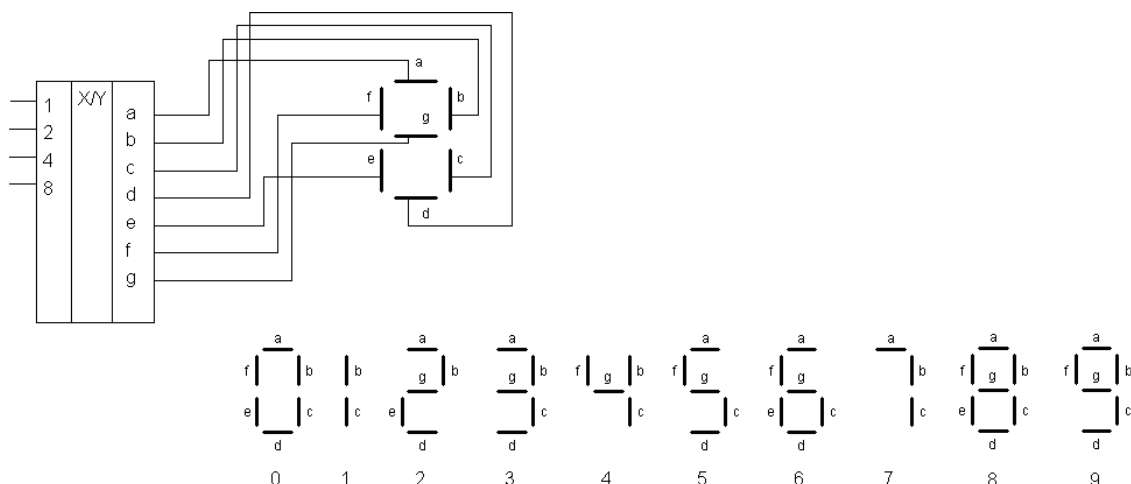 a
f b
1 X/Y a
g
2 b
4 c
e c
8 d
e
d
f
g
a a a a a a a a
f b b g b g b f g b f g f g b f g b f g b
e c c e c c c e c c e c c
d d d d d d d
0 1 2 3 4 5 6 7 8 9